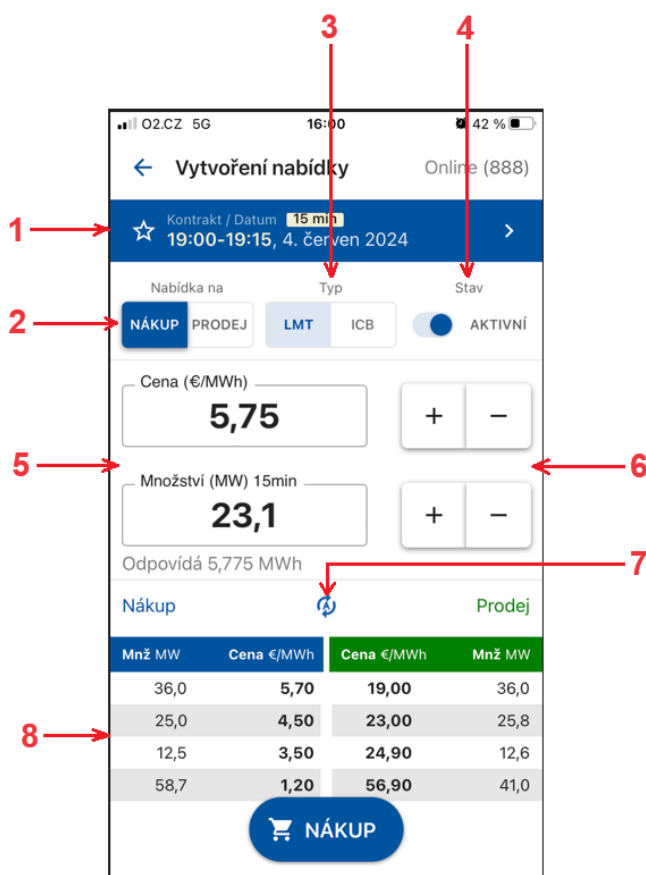 3 4
O2.CZ 5G 16:00 42 %
Vytvoření nabídky Online (888)
1 Kontrakt / Datum 15 min
19:00-19:15, 4. červen 2024
Nabídka na Typ Stav
2 NÁKUP PRODEJ LMT ICB AKTIVNÍ
Cena (€/MWh)
5,75 + −
5 6
Množství (MW) 15min
23,1 + −
Odpovídá 5,775 MWh
7
Nákup A Prodej
Mnž MW Cena €/MWh Cena €/MWh Mnž MW
36,0 5,70 19,00 36,0
25,0 4,50 23,00 25,8
8
12,5 3,50 24,90 12,6
58,7 1,20 56,90 41,0
NÁKUP